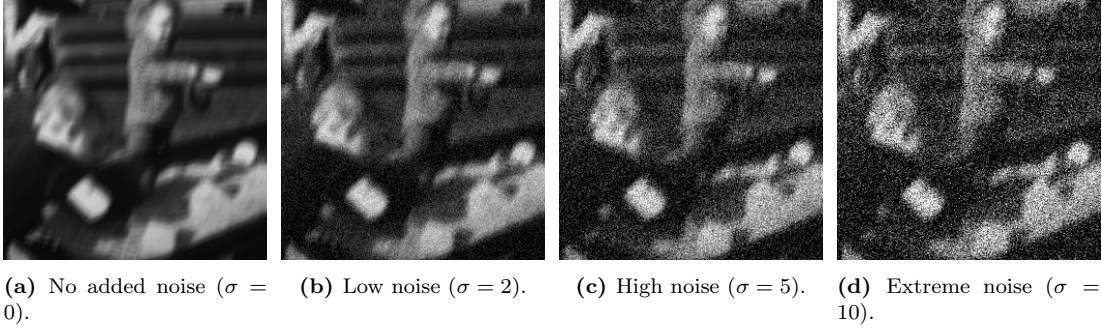 (a) No added noise (σ =
0).
(b) Low noise (σ = 2).
(c) High noise (σ = 5).
(d) Extreme noise (σ =
10).